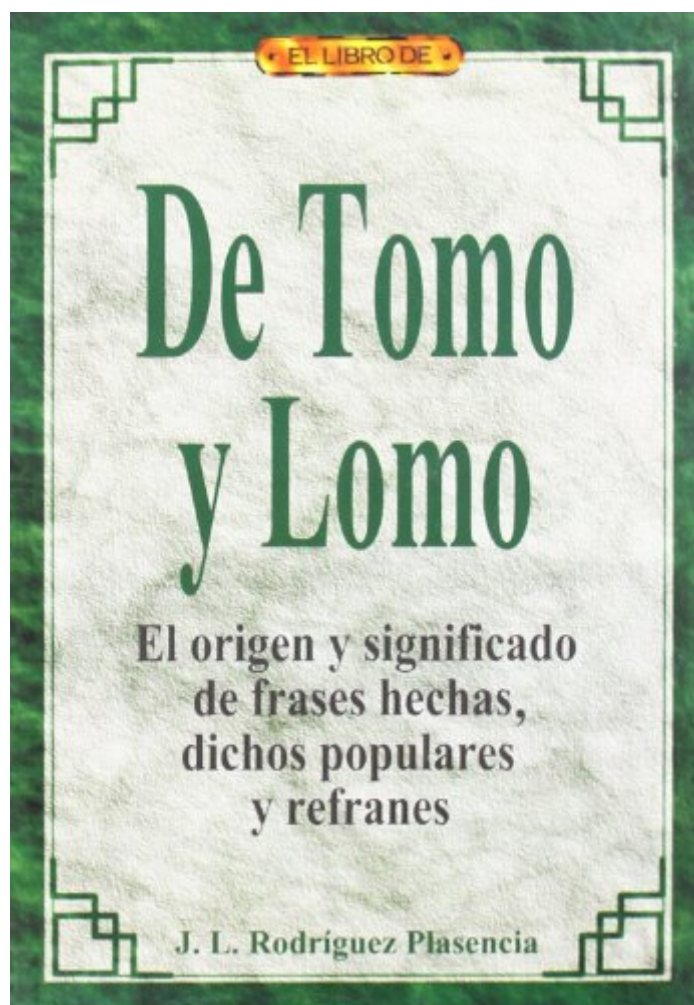 EL LIBRO DE
De Tomo
y Lomo
El origen y significado
de frases hechas,
dichos populares
y refranes
J. L. Rodríguez Plasencia